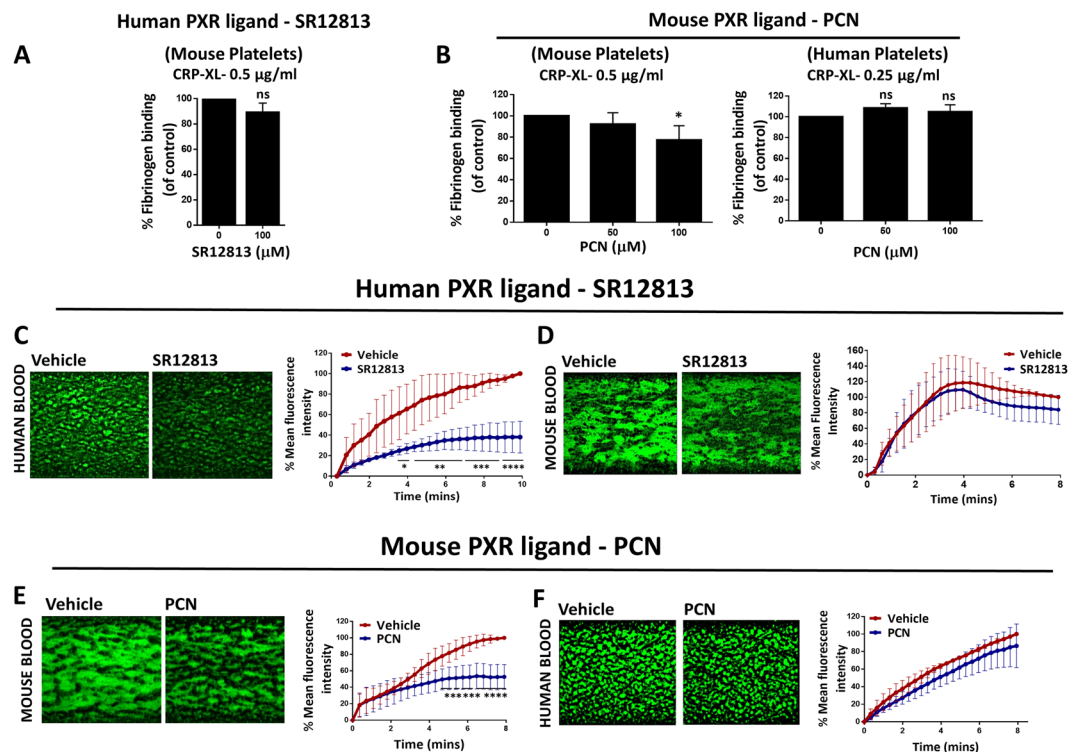 Human PXR ligand - SR12813
Mouse PXR ligand - PCN
A
(Mouse Platelets)
CRP-XL- 0.5 µg/ml
% Fibrinogen binding
(of control)
100
80
60
40
20
0
ns
0 100
SR12813 (µM)
B
(Mouse Platelets)
CRP-XL- 0.5 µg/ml
% Fibrinogen binding
(of control)
120
100
80
60
40
20
0
*
0 50 100
PCN (µM)
(Human Platelets)
CRP-XL- 0.25 µg/ml
% Fibrinogen binding
(of control)
120
100
80
60
40
20
0
ns ns
0 50 100
PCN (µM)
Human PXR ligand - SR12813
C
Vehicle SR12813
HUMAN BLOOD
% Mean fluorescence
intensity
120
100
80
60
40
20
0
Vehicle
SR12813
* ** *** ****
2 4 6 8 10
Time (mins)
D
Vehicle SR12813
MOUSE BLOOD
% Mean Fluorescence
Intensity
160
140
120
100
80
60
40
20
0
Vehicle
SR12813
0 2 4 6 8
Time (mins)
Mouse PXR ligand - PCN
E
Vehicle PCN
MOUSE BLOOD
% Mean fluorescence
intensity
120
100
80
60
40
20
0
Vehicle
PCN
0 2 4 6 8
Time (mins)
F
Vehicle PCN
HUMAN BLOOD
% Mean fluorescence
intensity
120
100
80
60
40
20
0
Vehicle
PCN
0 2 4 6 8
Time (mins)